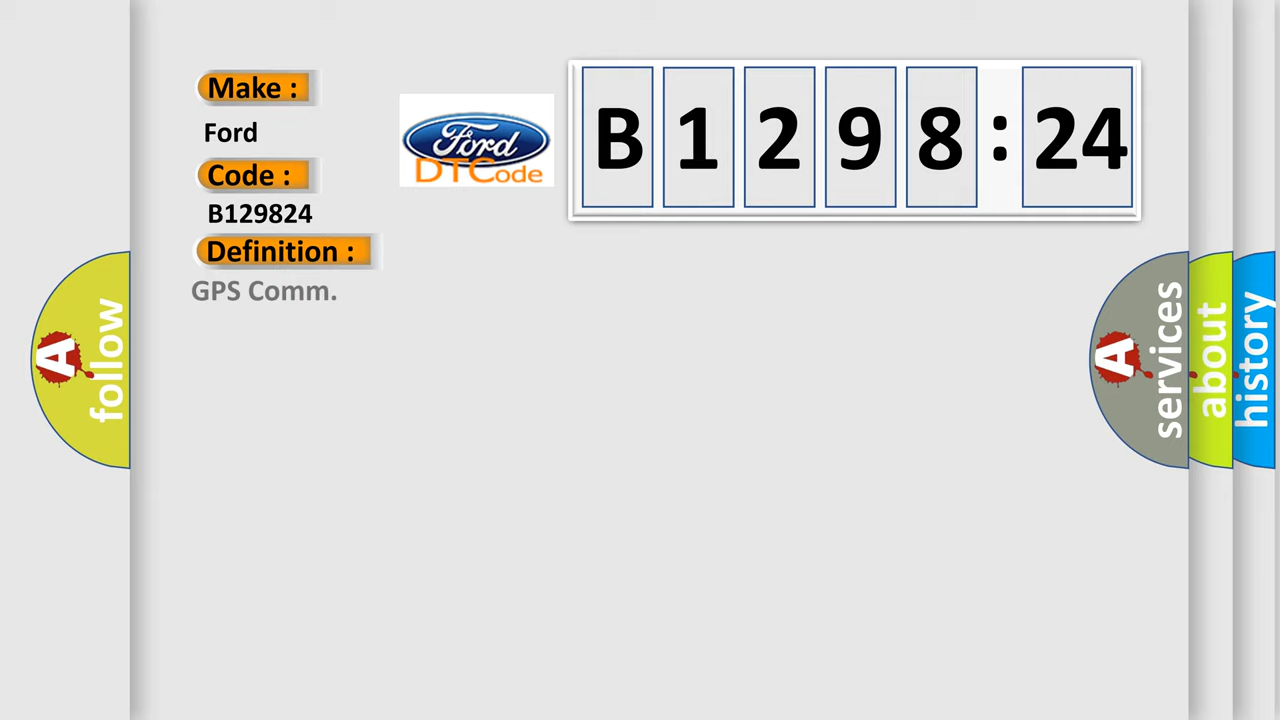 Make :
Ford
Code :
B129824
Definition :
GPS Comm.
Ford
DTCode
B 1 2 9 8 : 24
A follow
A services
about
history